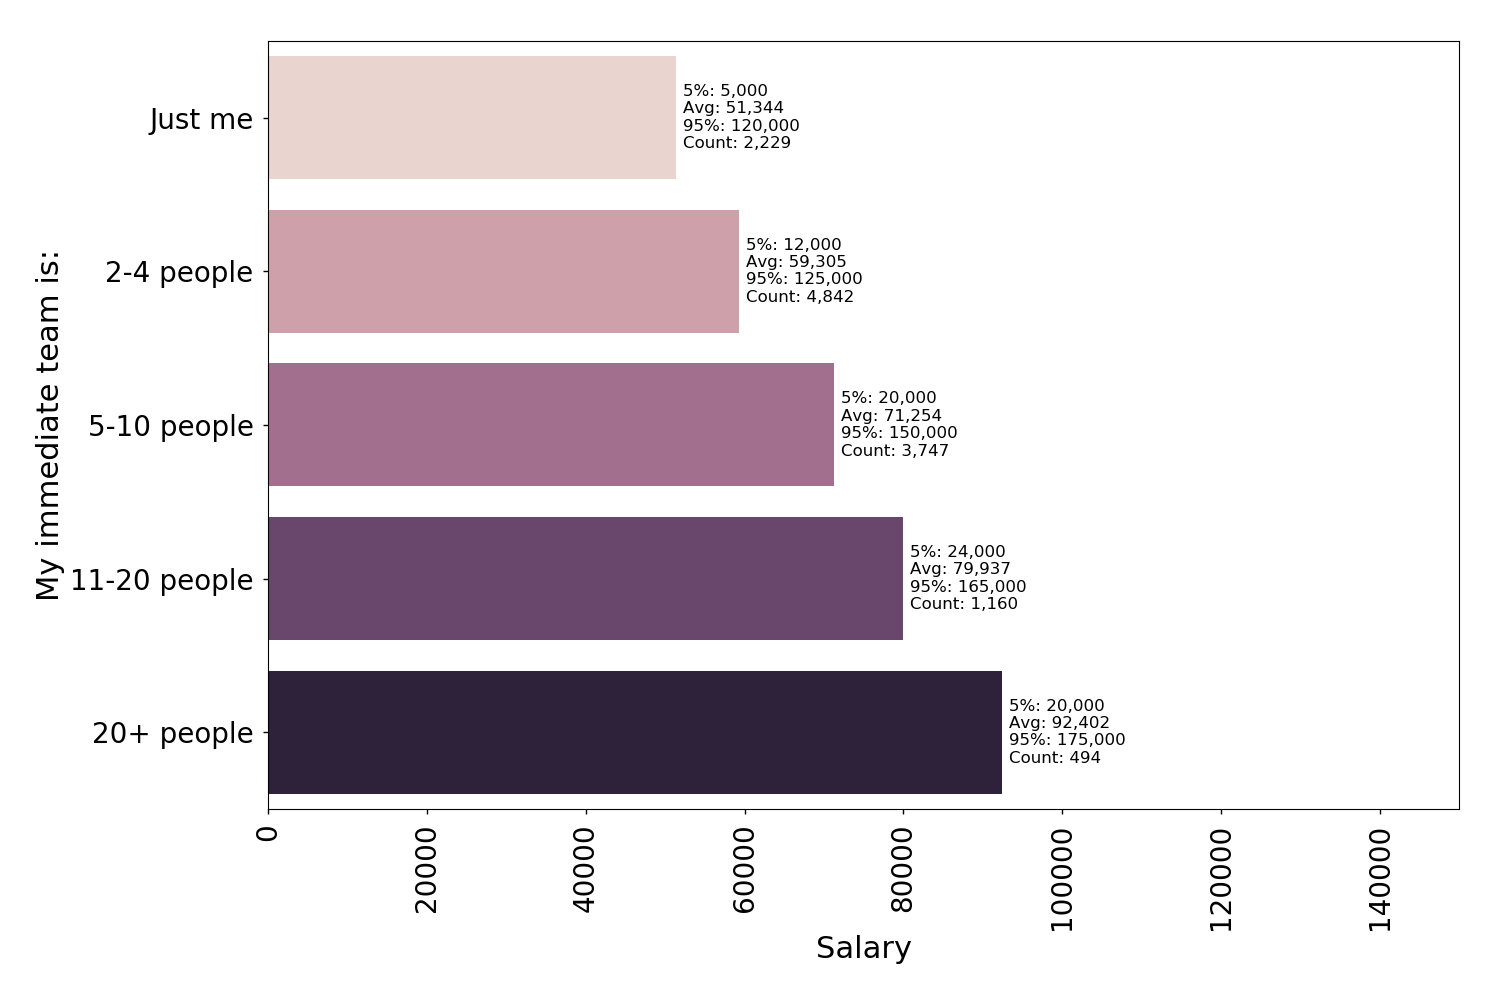 My immediate team is:
Just me
5%: 5,000
Avg: 51,344
95%: 120,000
Count: 2,229
2-4 people
5%: 12,000
Avg: 59,305
95%: 125,000
Count: 4,842
5-10 people
5%: 20,000
Avg: 71,254
95%: 150,000
Count: 3,747
11-20 people
5%: 24,000
Avg: 79,937
95%: 165,000
Count: 1,160
20+ people
5%: 20,000
Avg: 92,402
95%: 175,000
Count: 494
0
20000
40000
60000
80000
100000
120000
140000
Salary